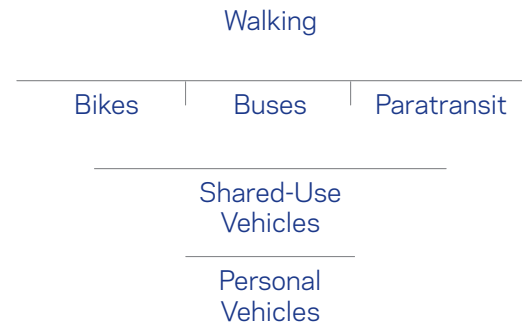 Walking
Bikes Buses Paratransit
Shared-Use
Vehicles
Personal
Vehicles